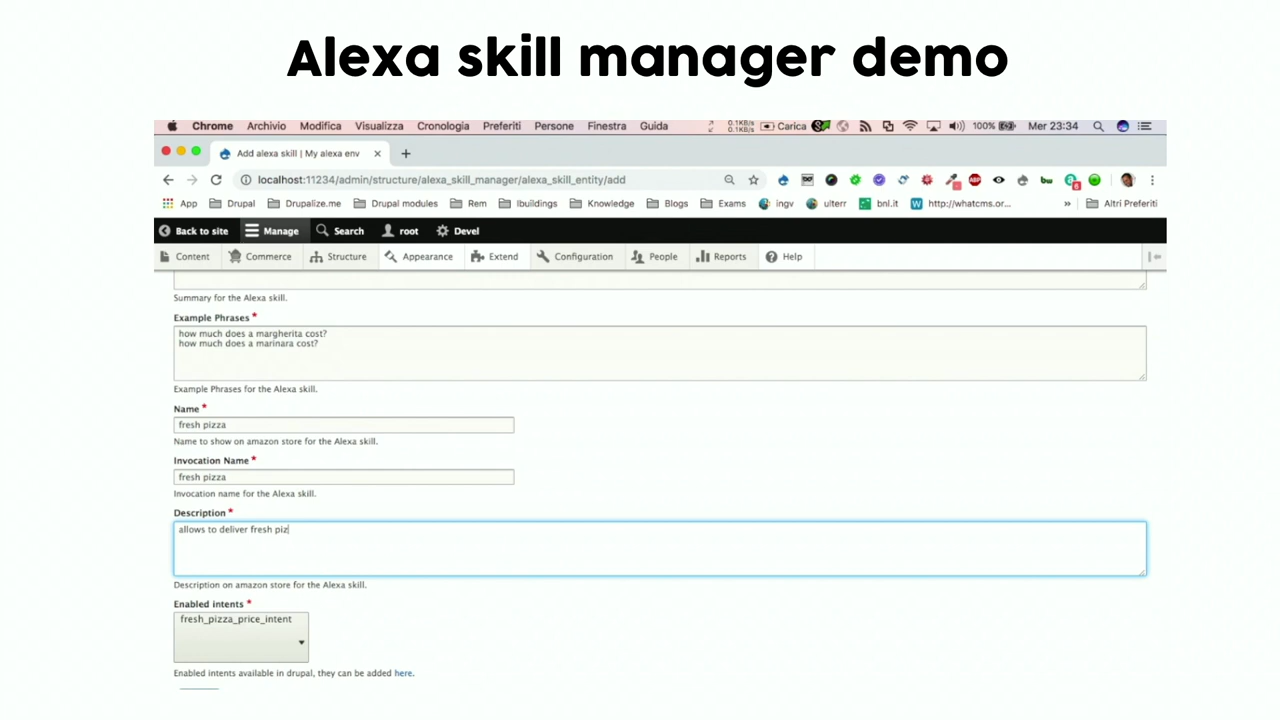 Alexa skill manager demo
Chrome Archivio Modifica Visualizza Cronologia Preferiti Persone Finestra Guida 0.1KB/s 0.1KB/s Carica 100% Mer 23:34
Add alexa skill | My alexa env
localhost:11234/admin/structure/alexa_skill_manager/alexa_skill_entity/add
App Drupal Drupalize.me Drupal modules Rem Ibuildings Knowledge Blogs Exams ingv ulterr bnl.it http://whatcms.or... » Altri Preferiti
Back to site Manage Search root Devel
Content Commerce Structure Appearance Extend Configuration People Reports Help
Summary for the Alexa skill.
Example Phrases *
how much does a margherita cost?
how much does a marinara cost?
Example Phrases for the Alexa skill.
Name *
fresh pizza
Name to show on amazon store for the Alexa skill.
Invocation Name *
fresh pizza
Invocation name for the Alexa skill.
Description *
allows to deliver fresh piz
Description on amazon store for the Alexa skill.
Enabled intents *
fresh_pizza_price_intent
Enabled intents available in drupal, they can be added here.